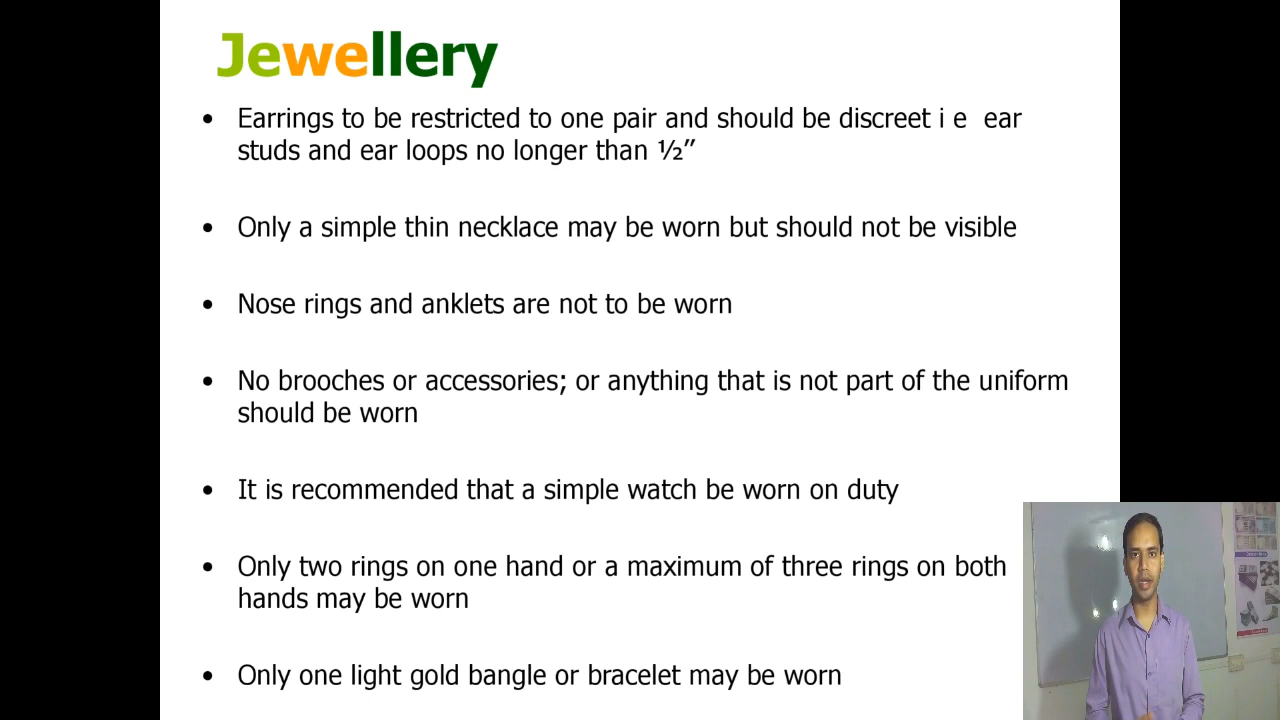 Jewellery
• Earrings to be restricted to one pair and should be discreet i e  ear
studs and ear loops no longer than ½”
• Only a simple thin necklace may be worn but should not be visible
• Nose rings and anklets are not to be worn
• No brooches or accessories; or anything that is not part of the uniform
should be worn
• It is recommended that a simple watch be worn on duty
• Only two rings on one hand or a maximum of three rings on both
hands may be worn
• Only one light gold bangle or bracelet may be worn